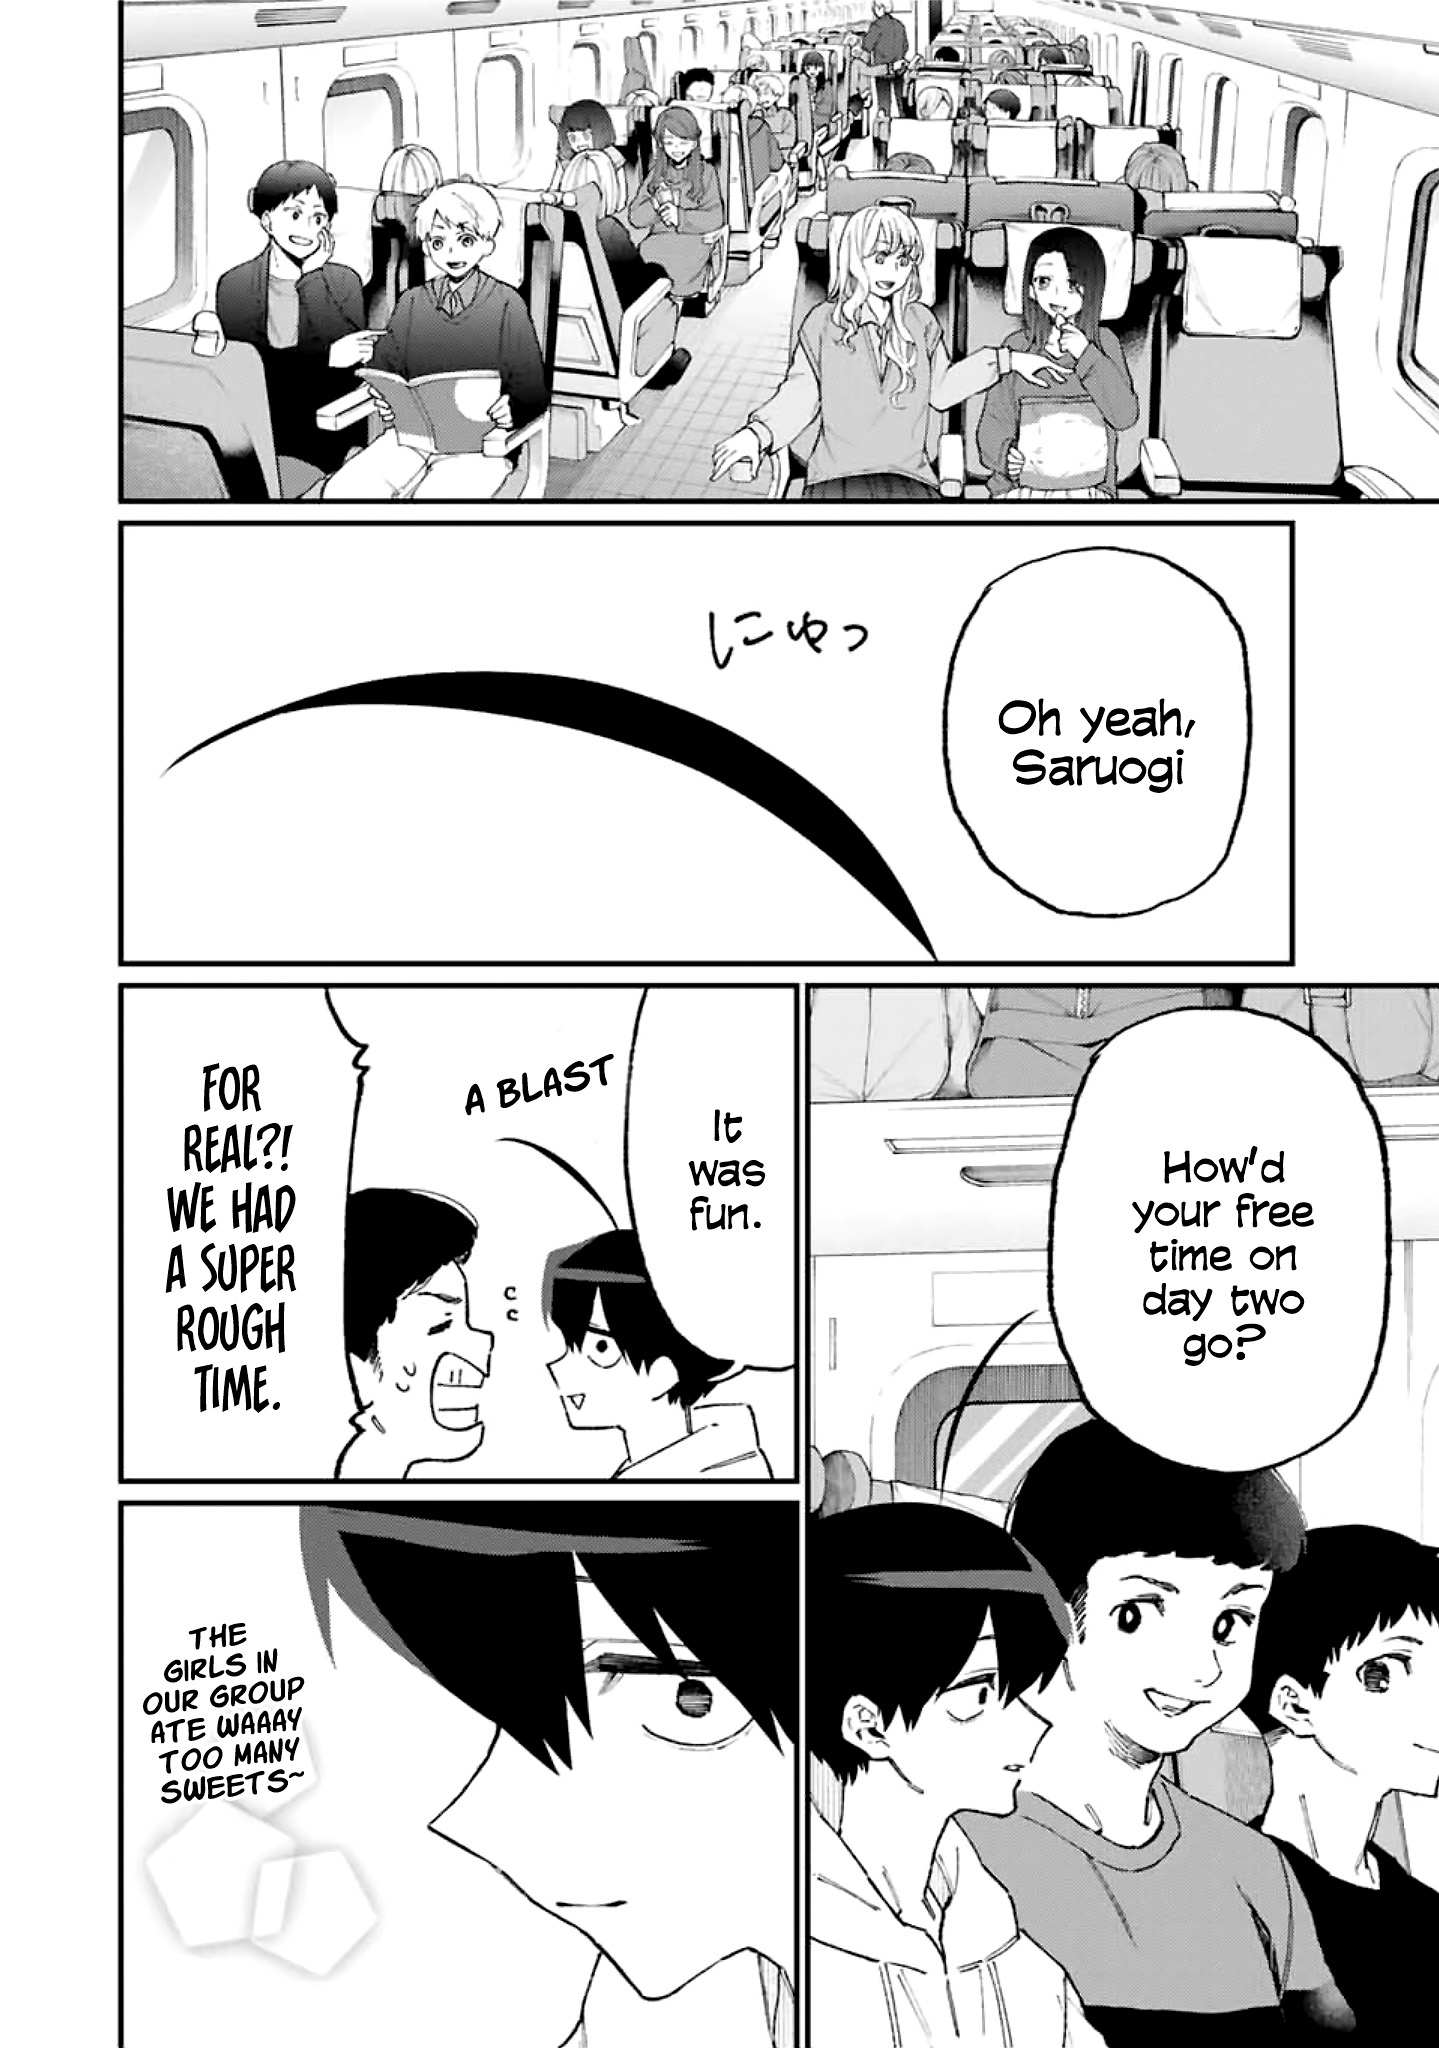 Oh yeah,
Saruogi
にゅっ
How'd
your free
time on
day two
go?
It
was
fun.
A BLAST
FOR
REAL?!
WE HAD
A SUPER
ROUGH
TIME.
THE
GIRLS IN
OUR GROUP
ATE WAAAY
TOO MANY
SWEETS~